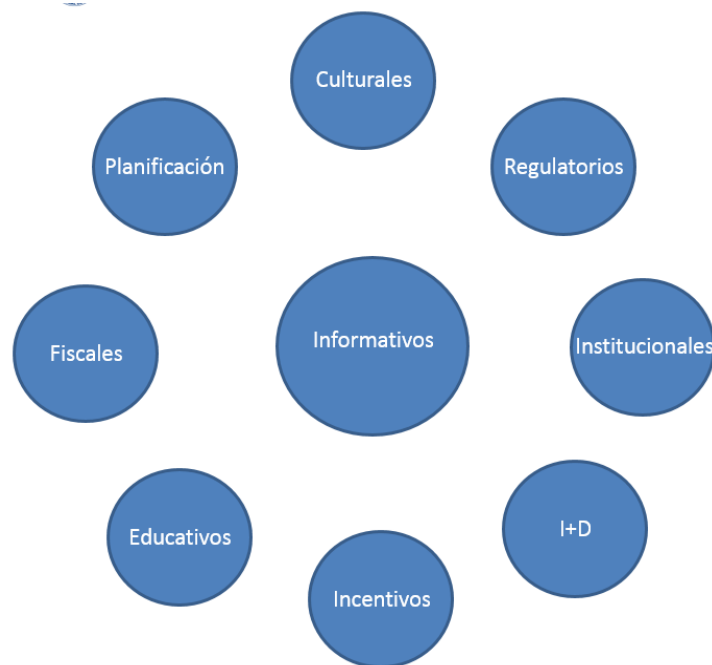 Culturales
Planificación
Regulatorios
Informativos
Fiscales
Institucionales
Educativos
I+D
Incentivos